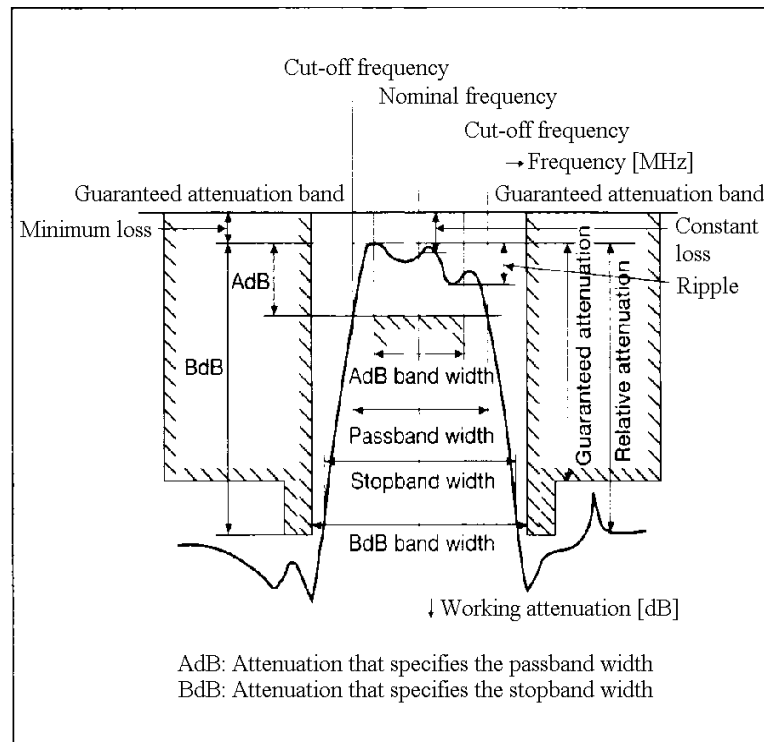 Cut-off frequency
Nominal frequency
Cut-off frequency
→ Frequency [MHz]
Guaranteed attenuation band
Guaranteed attenuation band
Minimum loss
Constant
loss
Ripple
AdB
BdB
Guaranteed attenuation
Relative attenuation
AdB band width
Passband width
Stopband width
BdB band width
↓ Working attenuation [dB]
AdB: Attenuation that specifies the passband width
BdB: Attenuation that specifies the stopband width